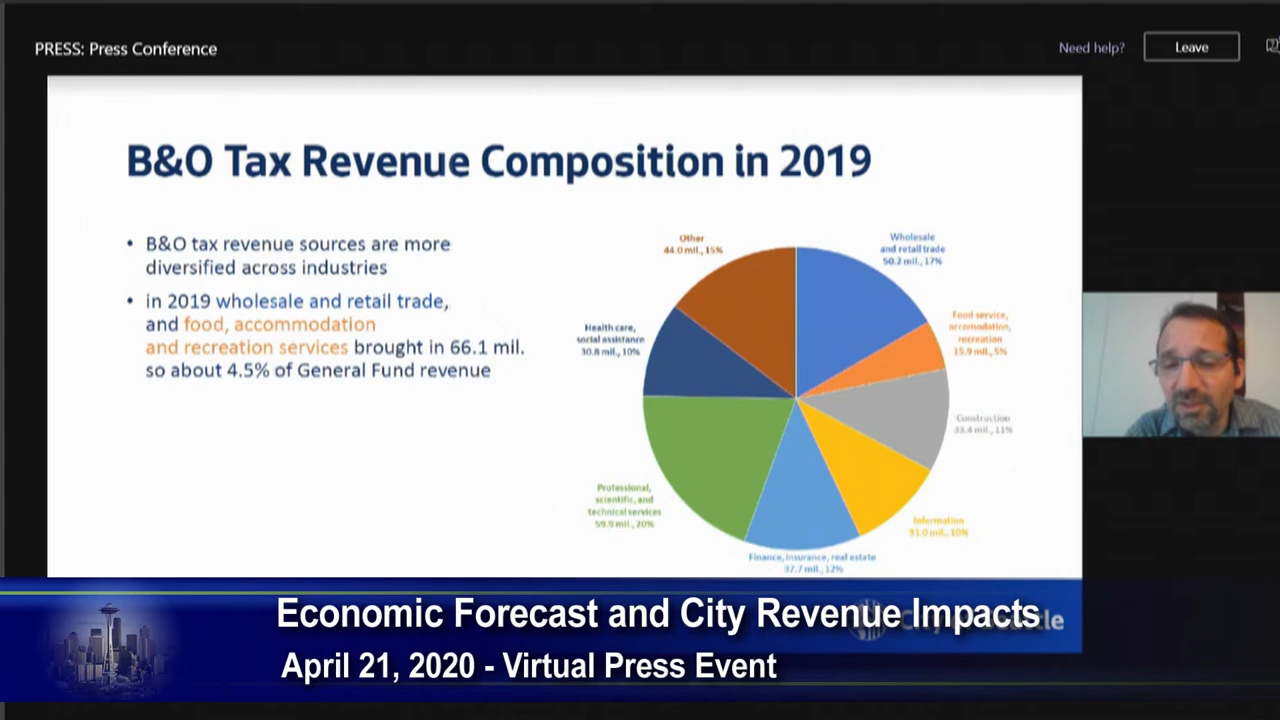 PRESS: Press Conference
Need help?
Leave
B&O Tax Revenue Composition in 2019
• B&O tax revenue sources are more
diversified across industries
• in 2019 wholesale and retail trade,
and food, accommodation
and recreation services brought in 66.1 mil.
so about 4.5% of General Fund revenue
Other
44.0 mil., 15%
Wholesale
and retail trade
50.2 mil., 17%
Food service,
accomodation,
recreation
15.9 mil., 5%
Construction
33.4 mil., 11%
Information
31.0 mil., 10%
Finance, insurance, real estate
37.7 mil., 12%
Professional,
scientific, and
technical services
59.9 mil., 20%
Health care,
social assistance
30.8 mil., 10%
Economic Forecast and City Revenue Impacts
April 21, 2020 - Virtual Press Event